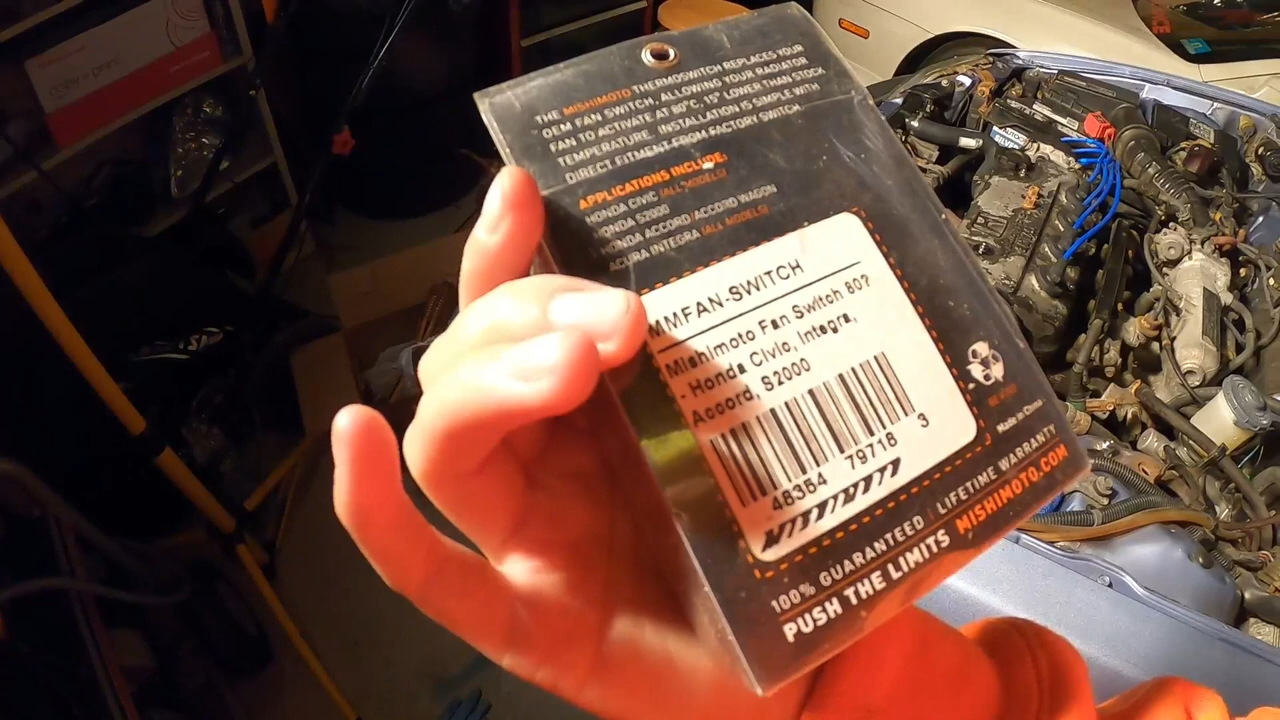 THE MISHIMOTO THERMOSWITCH REPLACES YOUR
OEM FAN SWITCH, ALLOWING YOUR RADIATOR
FAN TO ACTIVATE AT 80°C, 15° LOWER THAN STOCK
TEMPERATURE. INSTALLATION IS SIMPLE WITH
DIRECT FITMENT FROM FACTORY SWITCH.
APPLICATIONS INCLUDE:
HONDA CIVIC (ALL MODELS)
HONDA S2000
HONDA ACCORD/ACCORD WAGON
ACURA INTEGRA (ALL MODELS)
MMFAN-SWITCH
Mishimoto Fan Switch 80?
- Honda Civic, Integra,
Accord, S2000
48354 79718 3
Made in China
100% GUARANTEED | LIFETIME WARRANTY
PUSH THE LIMITS MISHIMOTO.COM